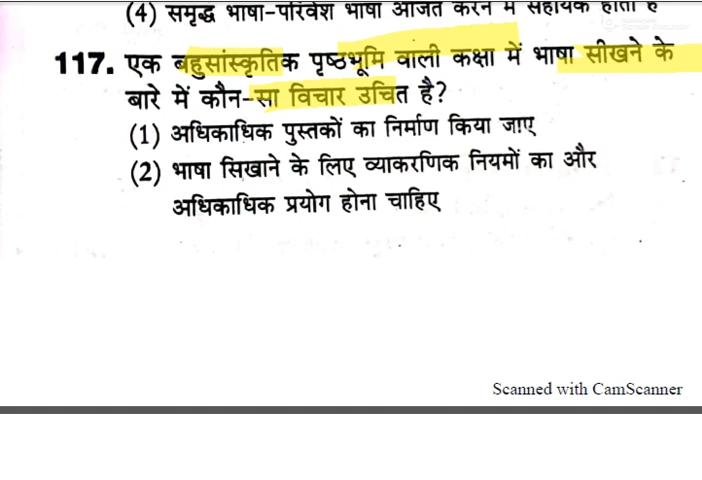 (4) समृद्ध भाषा-परिवेश भाषा अर्जित करने में सहायक होता है
117. एक बहुसांस्कृतिक पृष्ठभूमि वाली कक्षा में भाषा सीखने के
बारे में कौन-सा विचार उचित है?
(1) अधिकाधिक पुस्तकों का निर्माण किया जाए
(2) भाषा सिखाने के लिए व्याकरणिक नियमों का और
अधिकाधिक प्रयोग होना चाहिए
Scanned with CamScanner